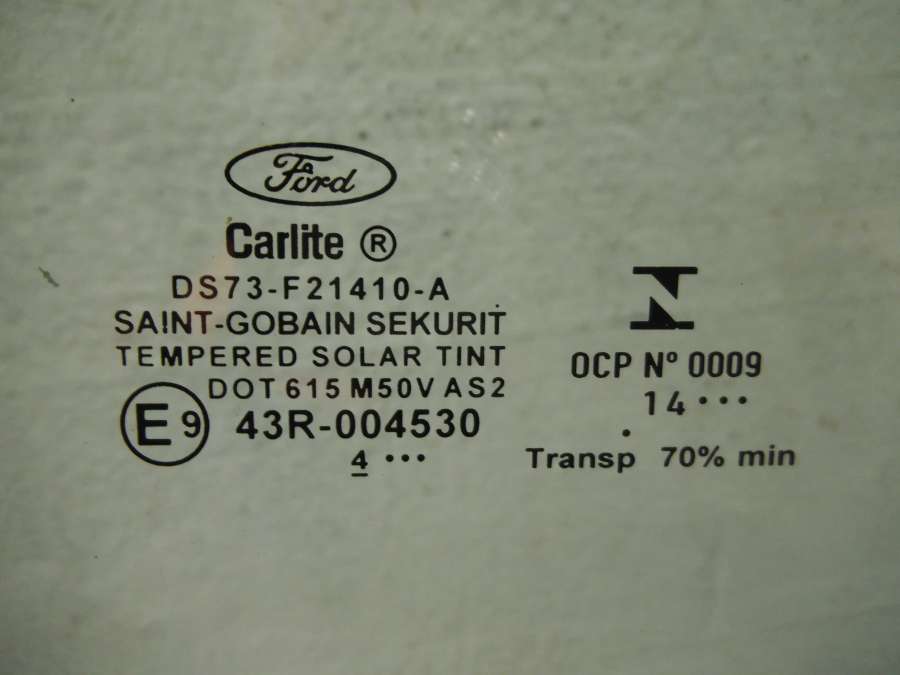 Ford
Carlite ®
DS73-F21410-A
SAINT-GOBAIN SEKURIT
TEMPERED SOLAR TINT
DOT 615 M50V AS2
E9 43R-004530
4 •••
OCP Nº 0009
14 •••
Transp 70% min